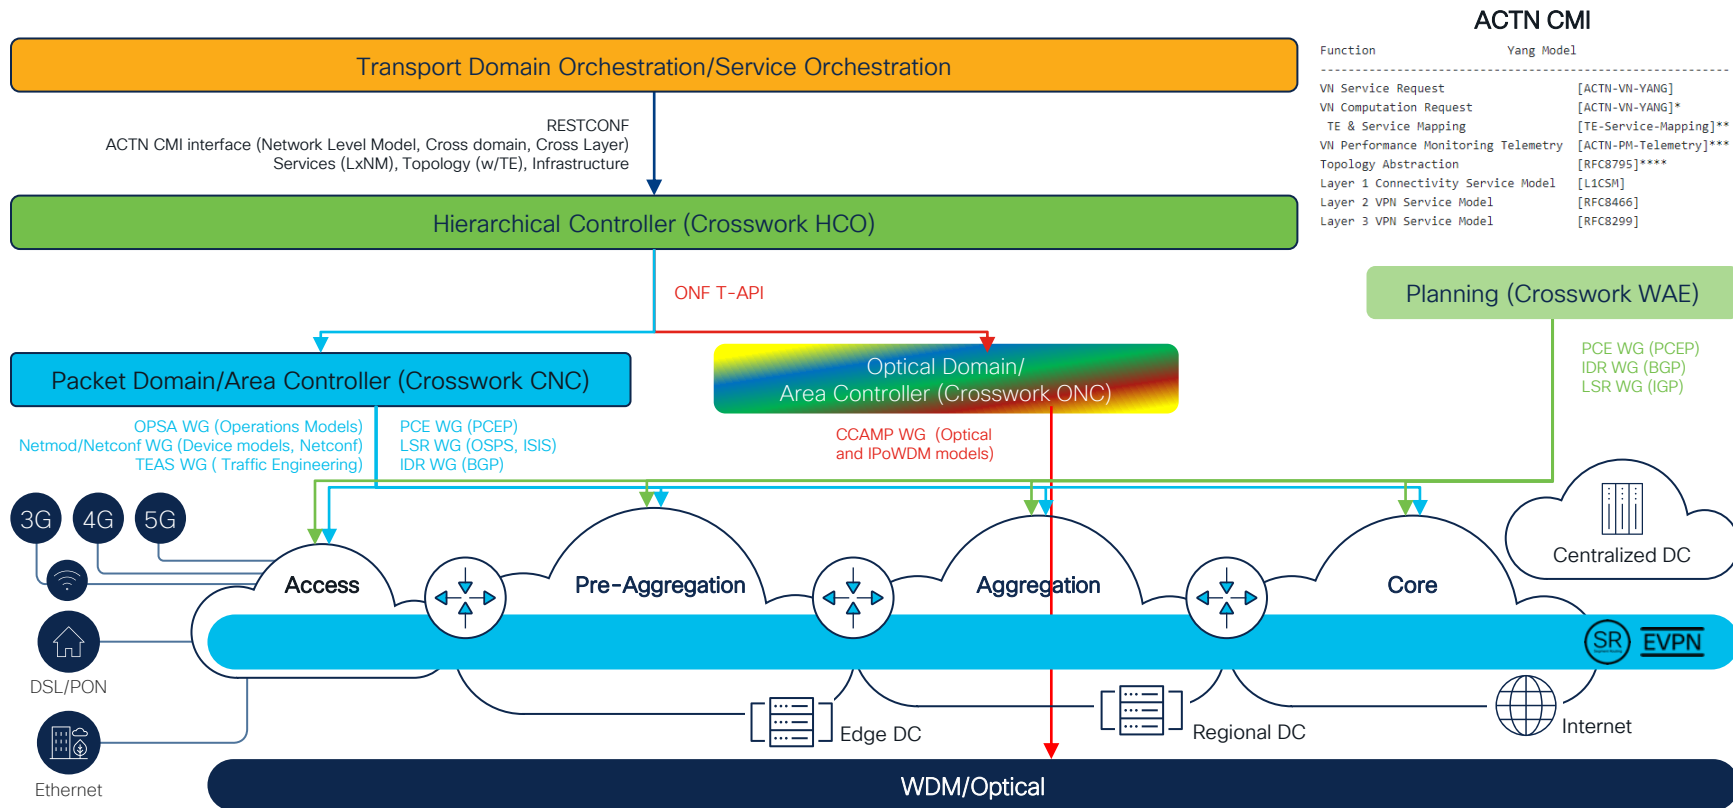 ACTN CMI
Function Yang Model
-----------------------------------------------------------
VN Service Request [ACTN-VN-YANG]
VN Computation Request [ACTN-VN-YANG]*
TE & Service Mapping [TE-Service-Mapping]**
VN Performance Monitoring Telemetry [ACTN-PM-Telemetry]***
Topology Abstraction [RFC8795]****
Layer 1 Connectivity Service Model [L1CSM]
Layer 2 VPN Service Model [RFC8466]
Layer 3 VPN Service Model [RFC8299]
Transport Domain Orchestration/Service Orchestration
RESTCONF
ACTN CMI interface (Network Level Model, Cross domain, Cross Layer)
Services (LxNM), Topology (w/TE), Infrastructure
Hierarchical Controller (Crosswork HCO)
ONF T-API
Planning (Crosswork WAE)
PCE WG (PCEP)
IDR WG (BGP)
LSR WG (IGP)
Packet Domain/Area Controller (Crosswork CNC)
Optical Domain/
Area Controller (Crosswork ONC)
OPSA WG (Operations Models)
Netmod/Netconf WG (Device models, Netconf)
TEAS WG ( Traffic Engineering)
PCE WG (PCEP)
LSR WG (OSPS, ISIS)
IDR WG (BGP)
CCAMP WG (Optical
and IPoWDM models)
3G
4G
5G
Centralized DC
Access
Pre-Aggregation
Aggregation
Core
SR
EVPN
DSL/PON
Edge DC
Regional DC
Internet
Ethernet
WDM/Optical